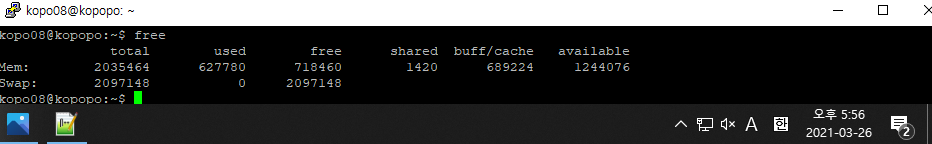 kopo08@kopopo: ~
kopo08@kopopo:~$ free
total used free shared buff/cache available
Mem: 2035464 627780 718460 1420 689224 1244076
Swap: 2097148 0 2097148
kopo08@kopopo:~$
A 한 오후 5:56
2021-03-26
2